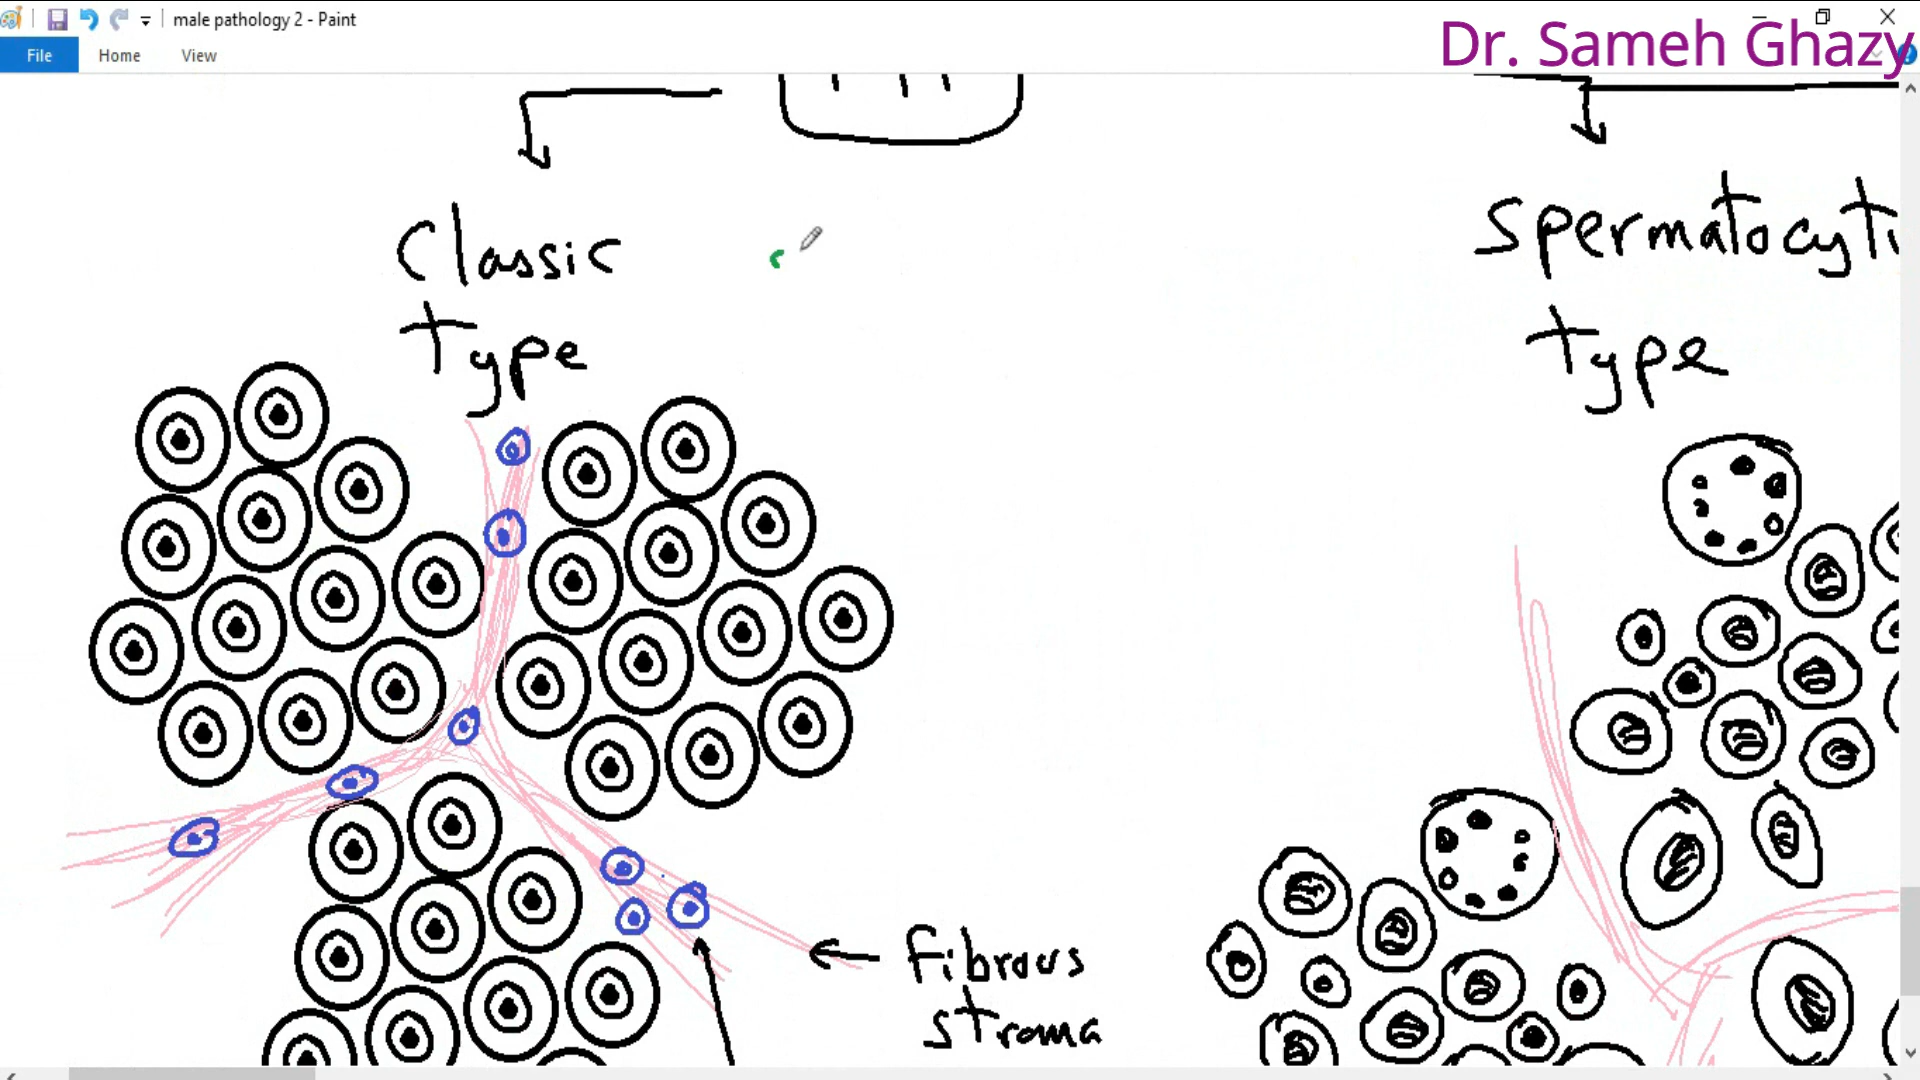 male pathology 2 - Paint
Dr. Sameh Ghazy
File Home View
Classic
type
Spermatocyti
type
Fibrous
stroma